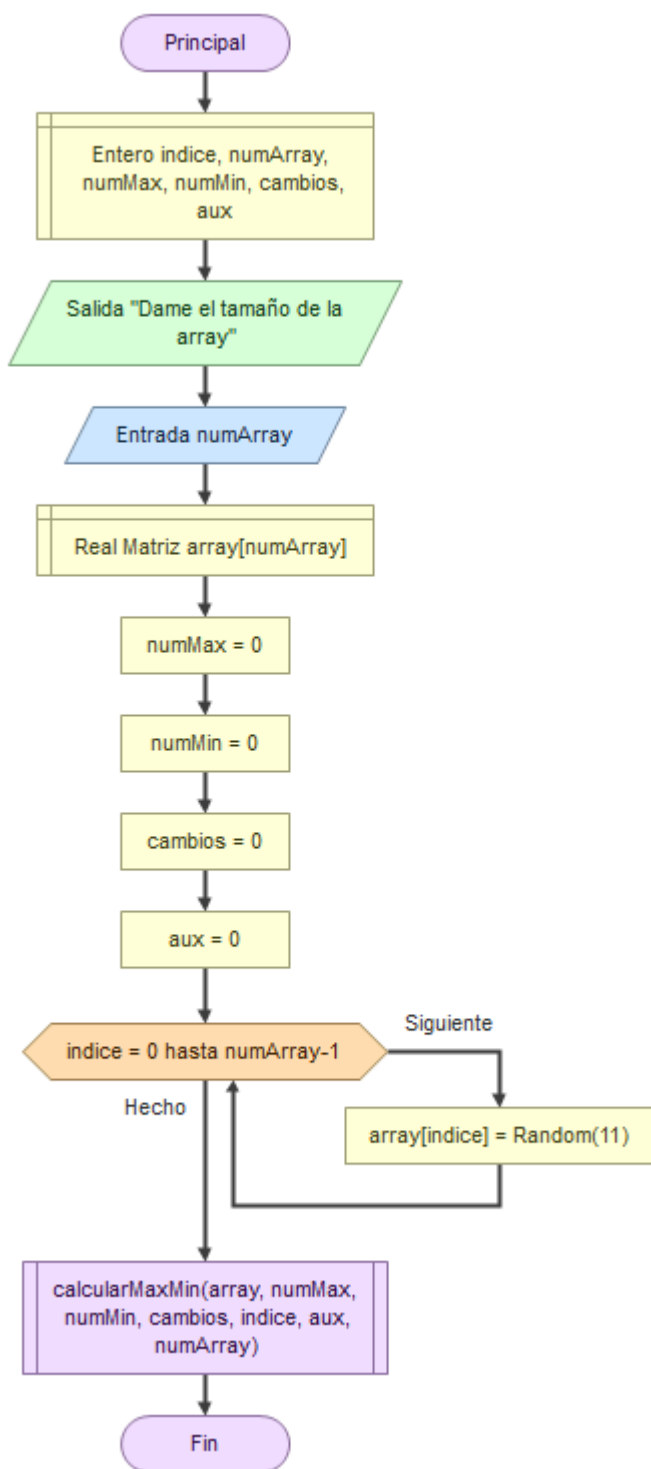 Principal
Entero indice, numArray,
numMax, numMin, cambios,
aux
Salida "Dame el tamaño de la
array"
Entrada numArray
Real Matriz array[numArray]
numMax = 0
numMin = 0
cambios = 0
aux = 0
indice = 0 hasta numArray-1
Siguiente
array[indice] = Random(11)
Hecho
calcularMaxMin(array, numMax,
numMin, cambios, indice, aux,
numArray)
Fin